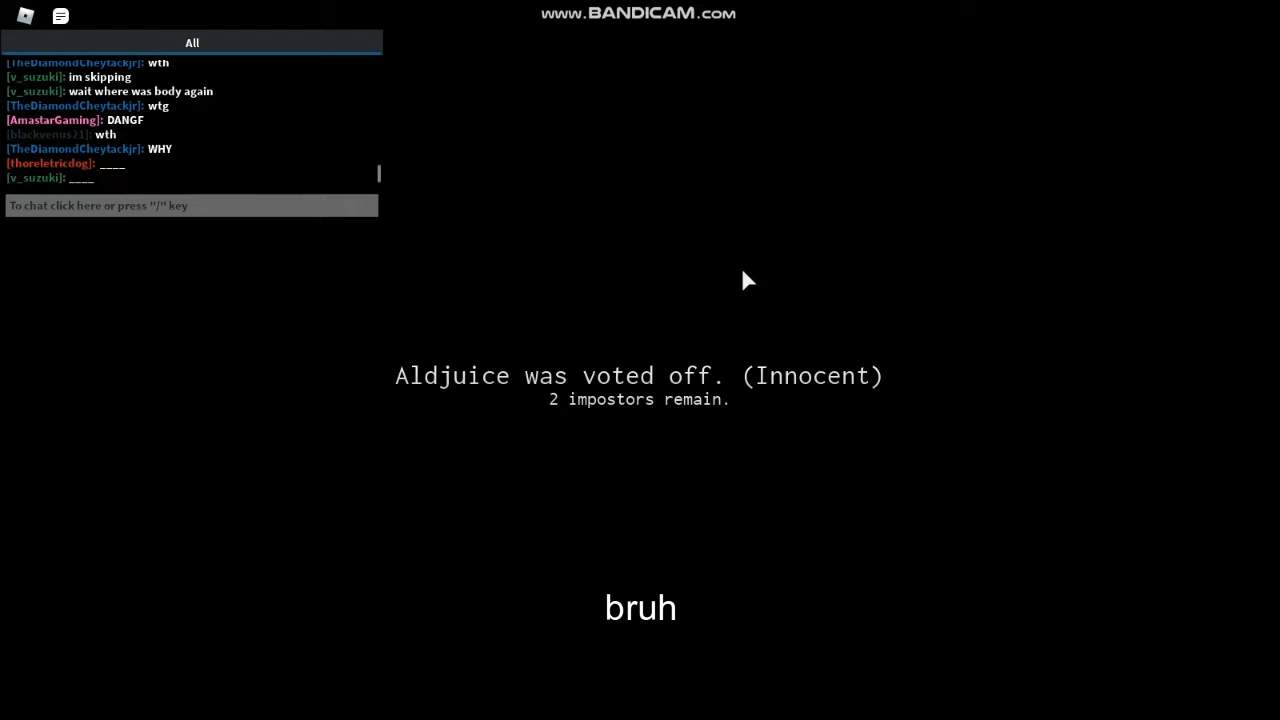 www.BANDICAM.com
All
[TheDiamondCheytackjr]: wth
[v_suzuki]: im skipping
[v_suzuki]: wait where was body again
[TheDiamondCheytackjr]: wtg
[AmastarGaming]: DANGF
[blackvenus21]: wth
[TheDiamondCheytackjr]: WHY
[thoreletricdog]: ____
[v_suzuki]: ____
To chat click here or press "/" key
Aldjuice was voted off. (Innocent)
2 impostors remain.
bruh